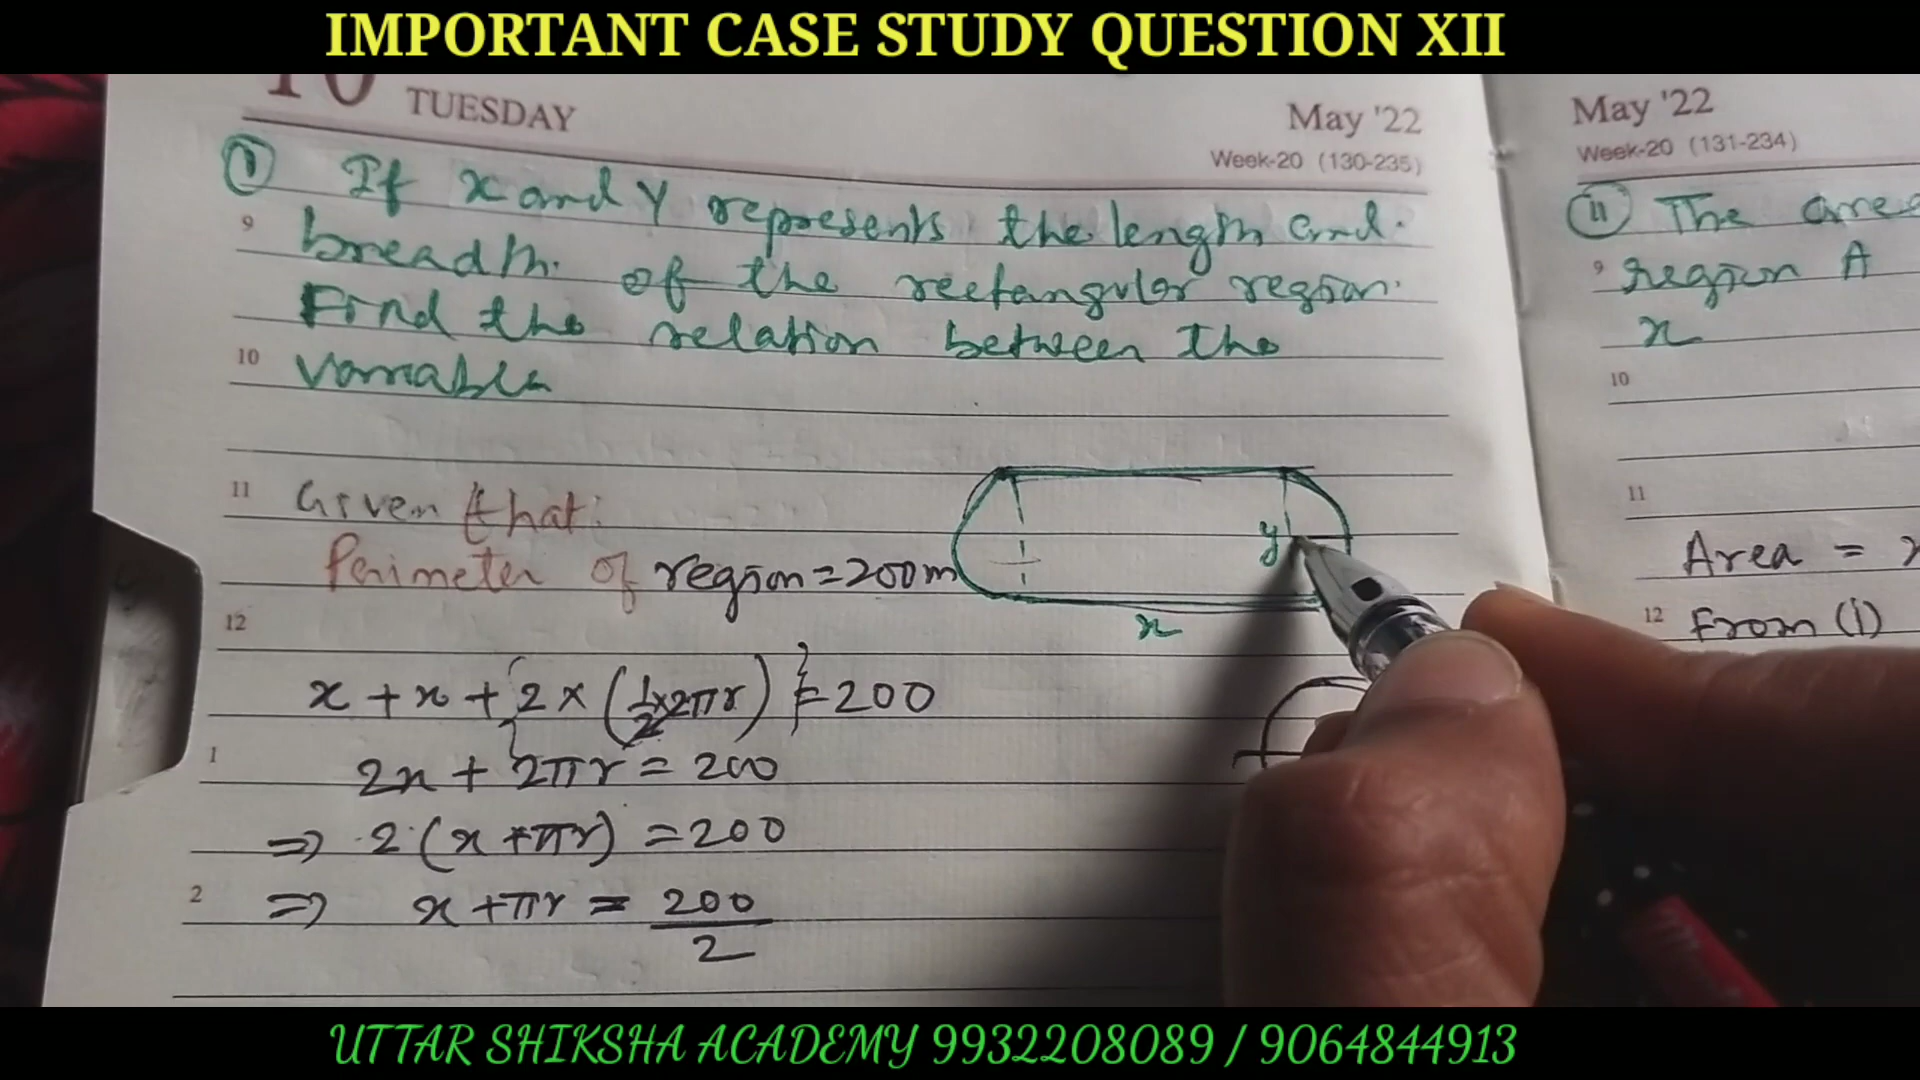 IMPORTANT CASE STUDY QUESTION XII
10 TUESDAY
May '22
Week-20 (130-235)
(I) If x and Y represents the length and
9 breadth of the rectangular region.
Find the relation between the
10 variable
11 Given that:
Perimeter of region = 200m
y
x
12
x + x + {2 × (1/2 × 2πr)} = 200
1 2x + 2πr = 200
⇒ 2(x + πr) = 200
2 ⇒ x + πr = 200/2
May '22
Week-20 (131-234)
(II) The area
9 region A
x
10
11
Area = x
12 From (1)
UTTAR SHIKSHA ACADEMY 9932208089 / 9064844913